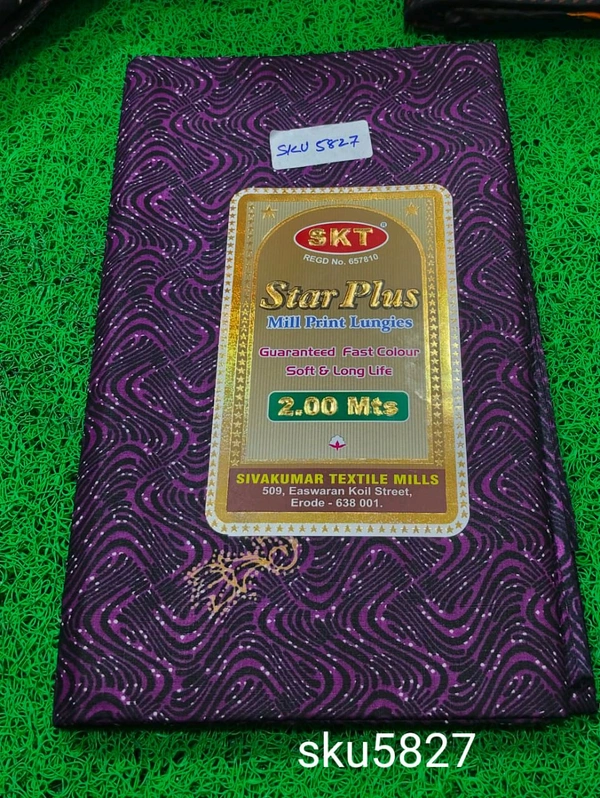 SKU 5827
SKT®
REGD No. 657810
Star Plus
Mill Print Lungies
Guaranteed Fast Colour
Soft & Long Life
2.00 Mts
SIVAKUMAR TEXTILE MILLS
509, Easwaran Koil Street,
Erode - 638 001.
sku5827